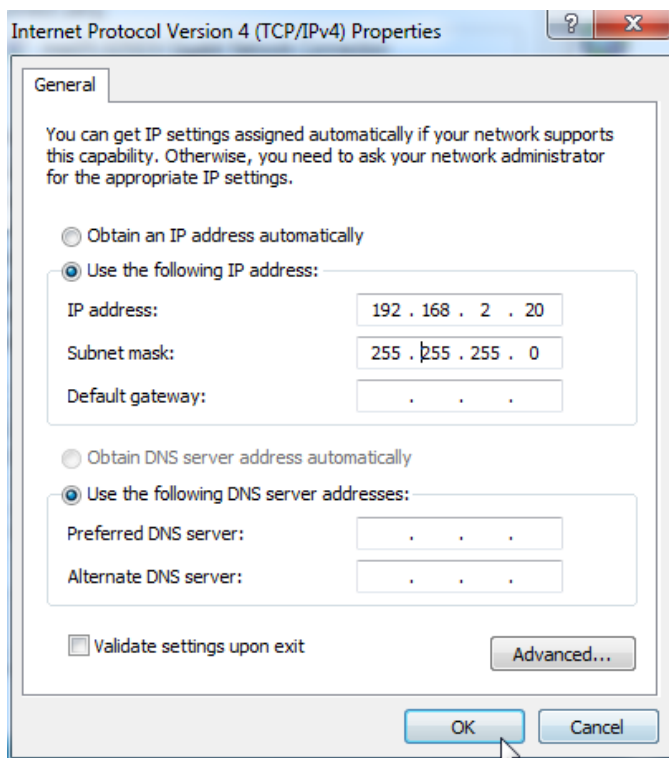 Internet Protocol Version 4 (TCP/IPv4) Properties
? X
General
You can get IP settings assigned automatically if your network supports
this capability. Otherwise, you need to ask your network administrator
for the appropriate IP settings.
Obtain an IP address automatically
Use the following IP address:
IP address: 192 . 168 . 2 . 20
Subnet mask: 255 . 255 . 255 . 0
Default gateway: . . .
Obtain DNS server address automatically
Use the following DNS server addresses:
Preferred DNS server: . . .
Alternate DNS server: . . .
Validate settings upon exit
Advanced...
OK Cancel